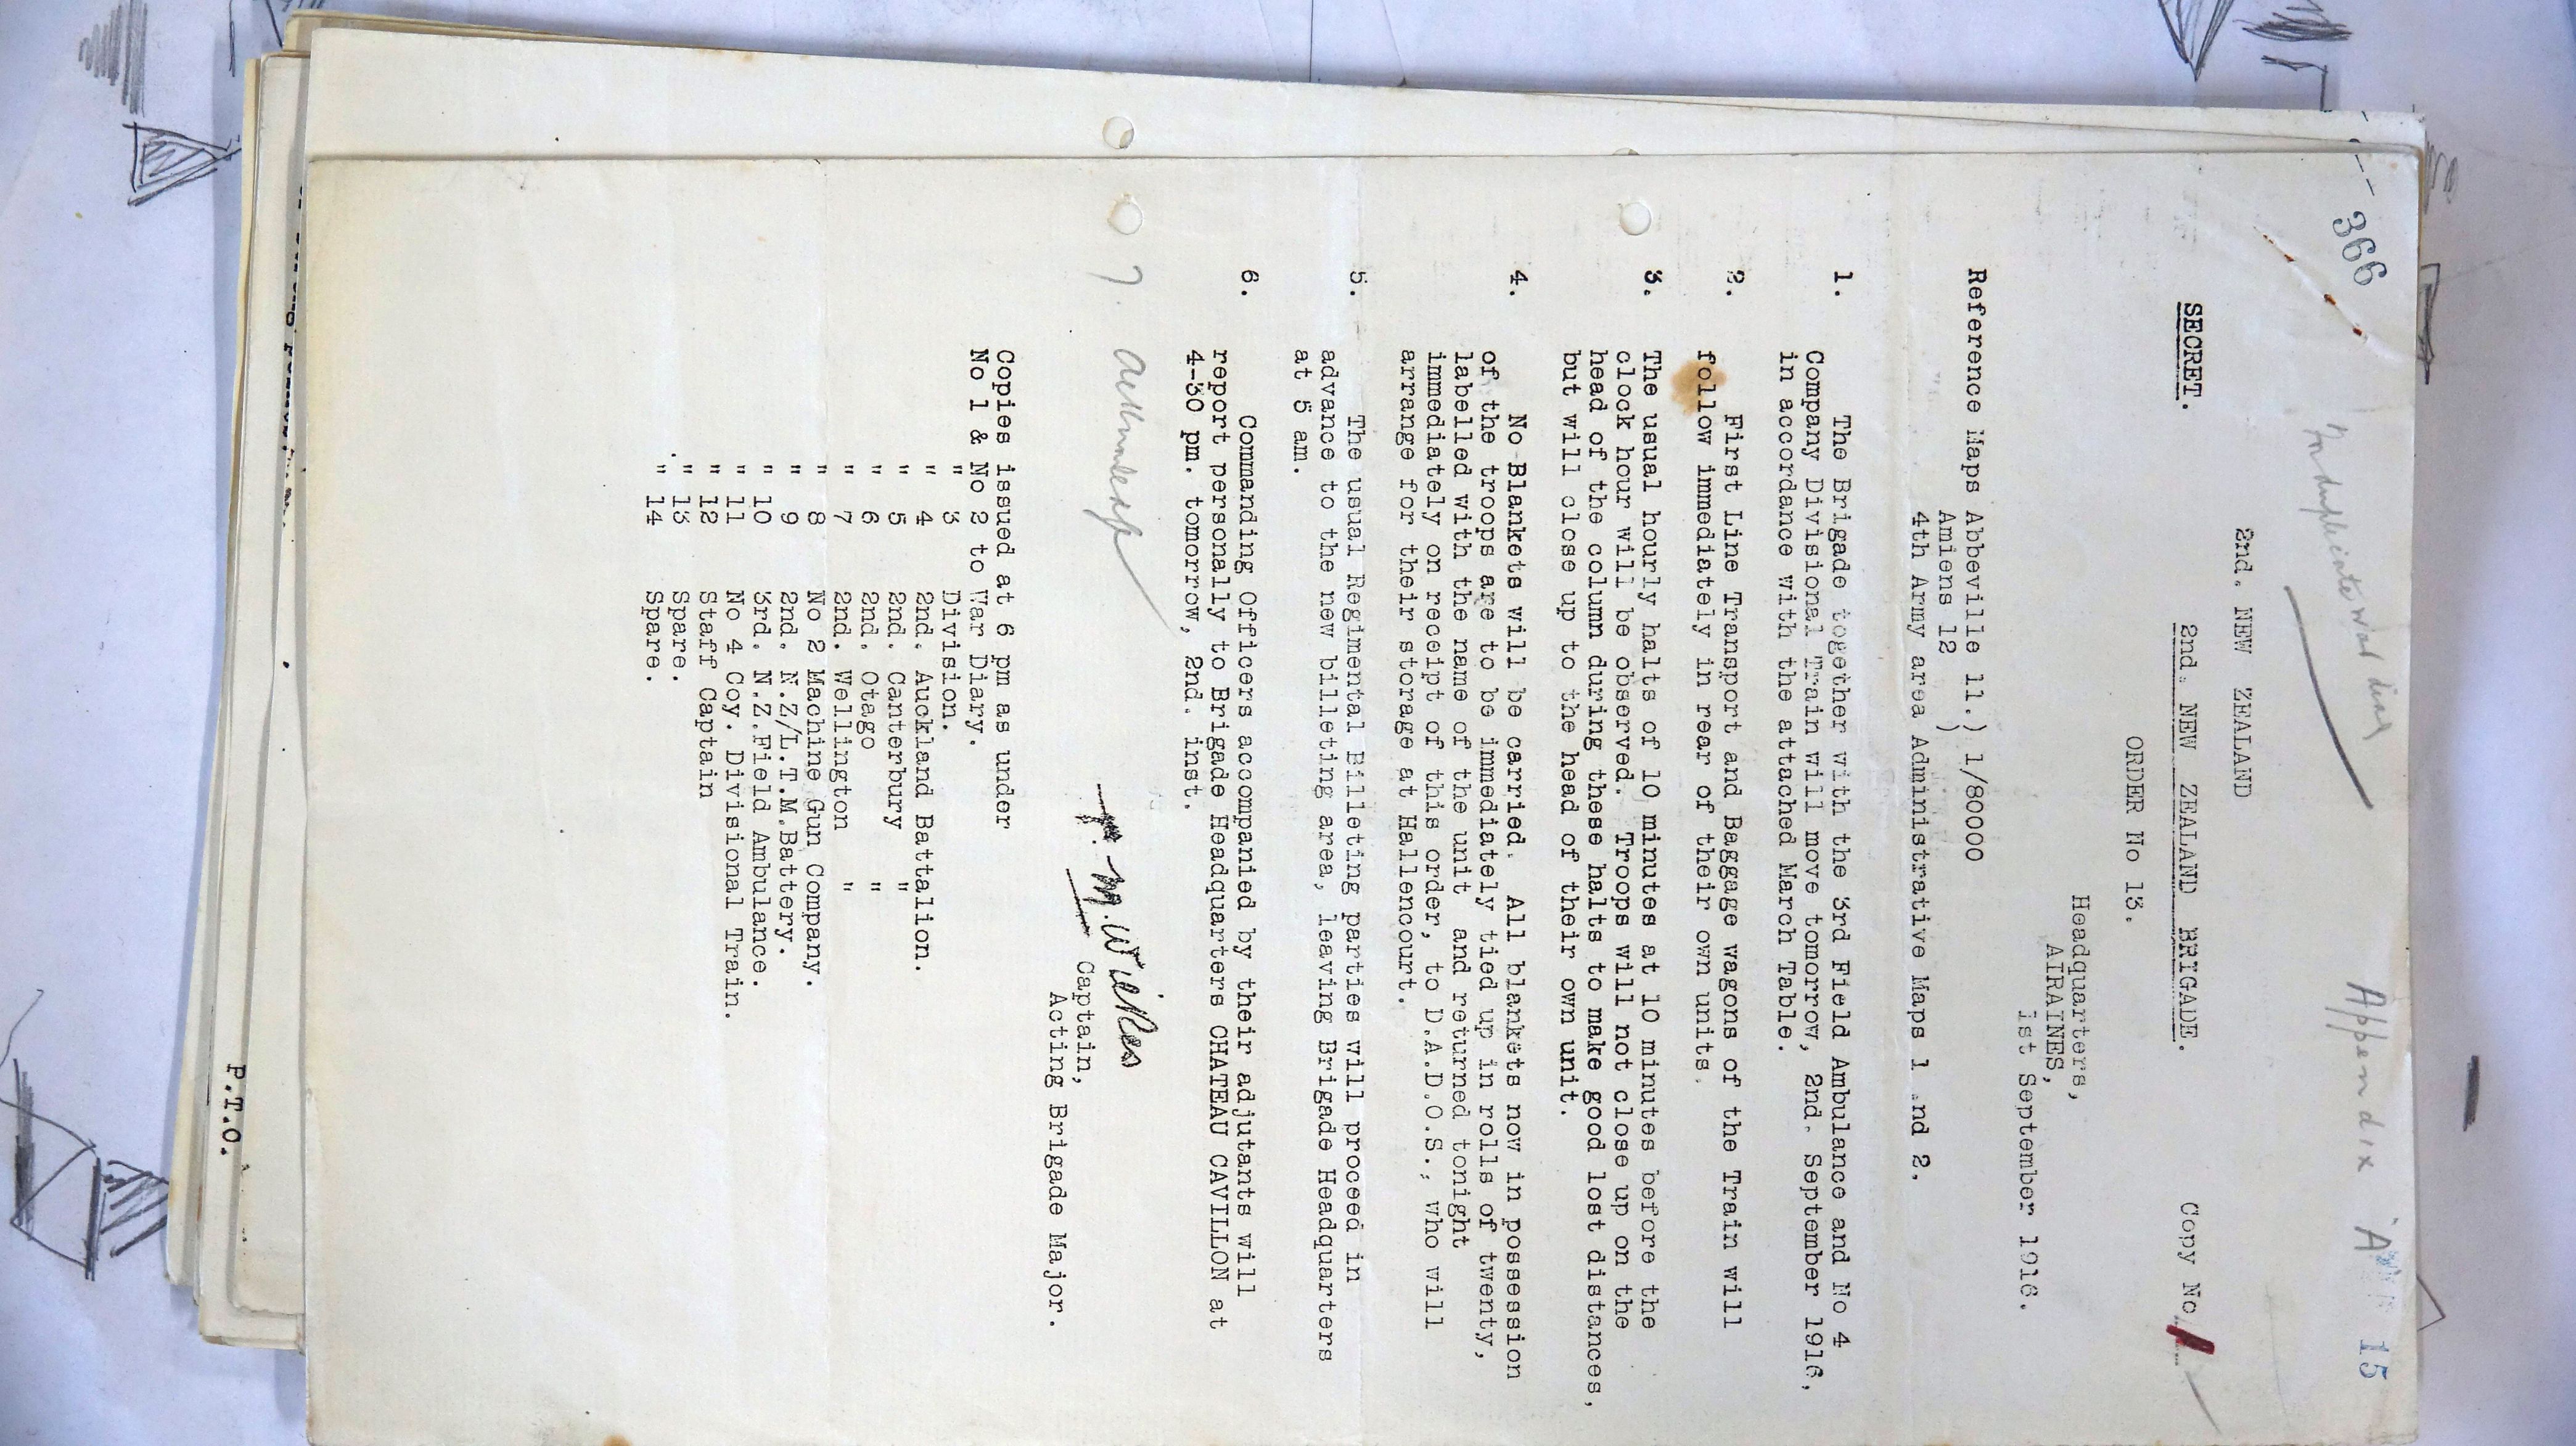 366
"In duplicate war diary
Appendix 'A'
15
2nd. NEW ZEALAND
SECRET.
2nd. NEW ZEALAND BRIGADE.
Copy No 1
ORDER No 13.
Headquarters,
AIRAINES,
1st September 1916.
Reference Maps Abbeville 11.) 1/80000
Amiens 12 )
4th Army area Administrative Maps 1 .nd 2.
1. The Brigade together with the 3rd Field Ambulance and No 4
Company Divisional Train will move tomorrow, 2nd. September 1916,
in accordance with the attached March Table.
2. First Line Transport and Baggage wagons of the Train will
follow immediately in rear of their own units.
3. The usual hourly halts of 10 minutes at 10 minutes before the
clock hour will be observed. Troops will not close up on the
head of the column during these halts to make good lost distances,
but will close up to the head of their own unit.
4. No Blankets will be carried. All blankets now in possession
of the troops are to be immediately tied up in rolls of twenty,
labelled with the name of the unit and returned tonight
immediately on receipt of this order, to D.A.D.O.S., who will
arrange for their storage at Hallencourt.
5. The usual Regimental Billeting parties will proceed in
advance to the new billeting area, leaving Brigade Headquarters
at 5 am.
6. Commanding Officers accompanied by their adjutants will
report personally to Brigade Headquarters CHATEAU CAVILLON at
4-30 pm. tomorrow, 2nd. inst.
7.
M. Wickes
Captain,
Acting Brigade Major.
Copies issued at 6 pm as under
No 1 & No 2 to War Diary.
" 3 Division.
" 4 2nd. Auckland Battalion.
" 5 2nd. Canterbury "
" 6 2nd. Otago "
" 7 2nd. Wellington "
" 8 No 2 Machine Gun Company.
" 9 2nd. N.Z/L.T.M.Battery.
" 10 3rd. N.Z.Field Ambulance.
" 11 No 4 Coy. Divisional Train.
" 12 Staff Captain
" 13 Spare.
" 14 Spare.
P.T.O.